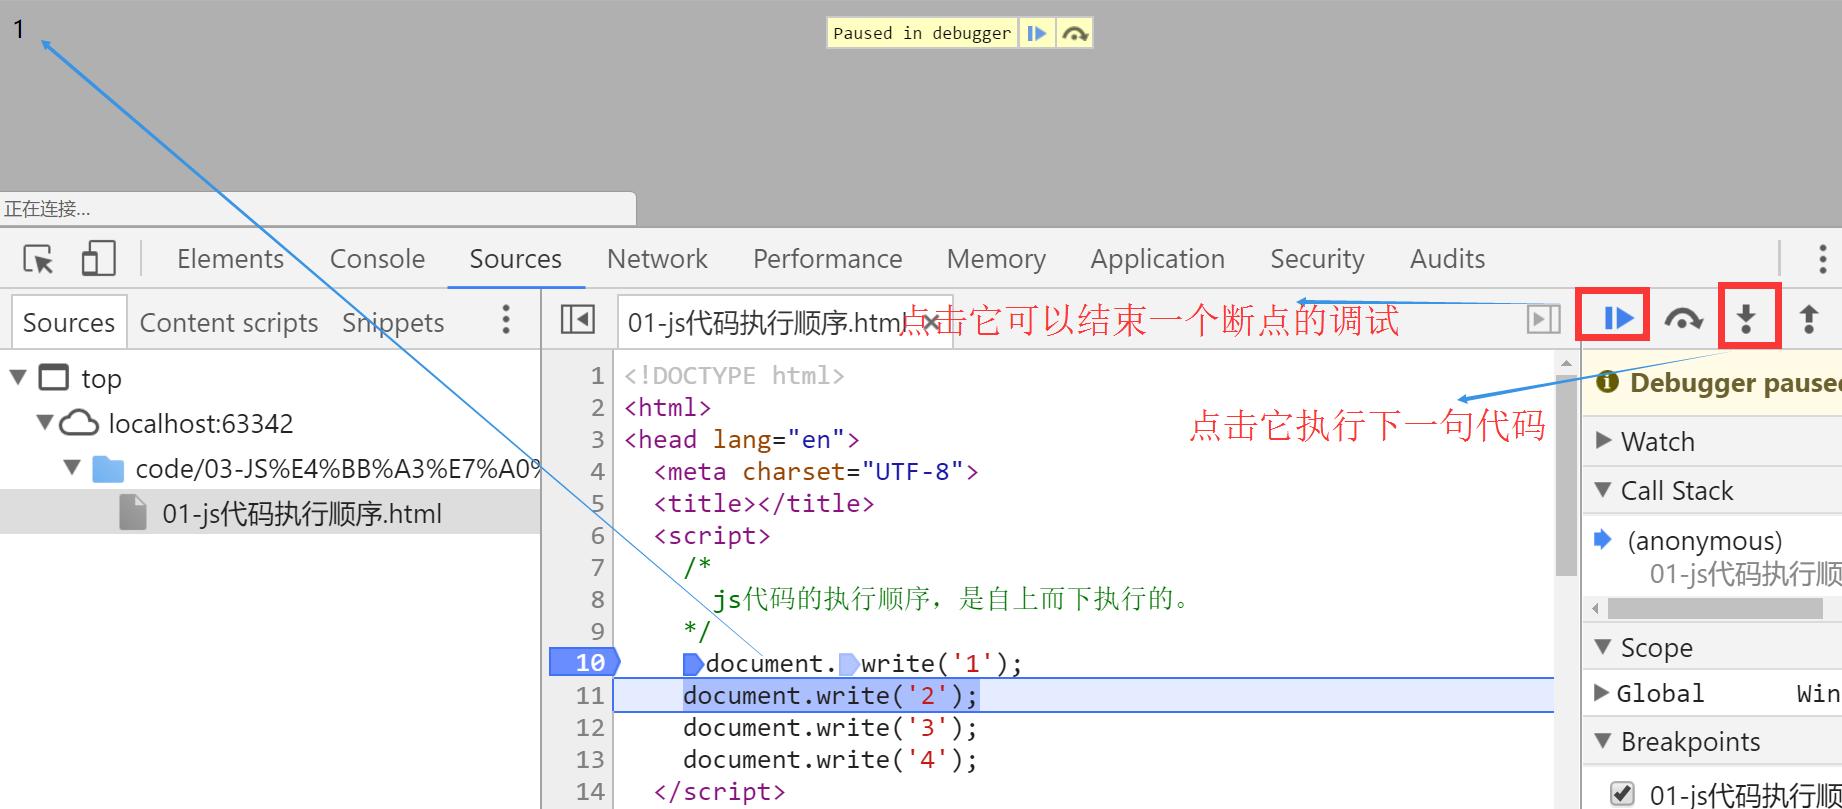 1
Paused in debugger
正在连接...
Elements Console Sources Network Performance Memory Application Security Audits
Sources Content scripts Snippets
01-js代码执行顺序.html
点击它可以结束一个断点的调试
top
localhost:63342
code/03-JS%E4%BB%A3%E7%A0%
01-js代码执行顺序.html
1 <!DOCTYPE html>
2 <html>
3 <head lang="en">
4 <meta charset="UTF-8">
5 <title></title>
6 <script>
7 /*
8 js代码的执行顺序，是自上而下执行的。
9 */
10 document.write('1');
11 document.write('2');
12 document.write('3');
13 document.write('4');
14 </script>
点击它执行下一句代码
Debugger paused
Watch
Call Stack
(anonymous)
01-js代码执行顺
Scope
Global Win
Breakpoints
01-js代码执行顺